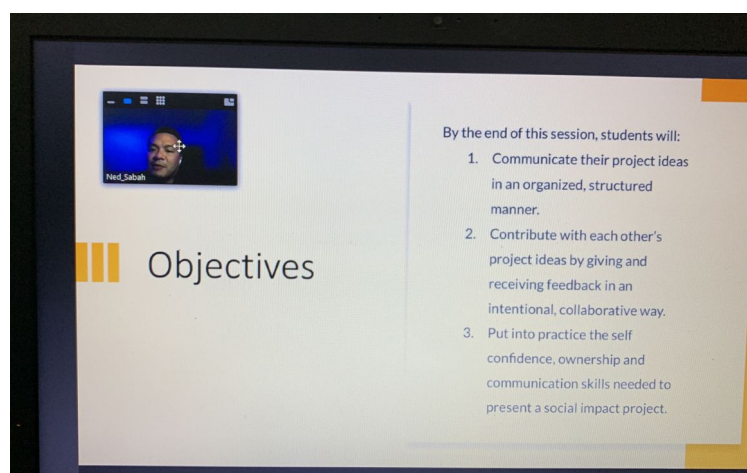 Ned_Sabah
Objectives
By the end of this session, students will:
1. Communicate their project ideas
in an organized, structured
manner.
2. Contribute with each other's
project ideas by giving and
receiving feedback in an
intentional, collaborative way.
3. Put into practice the self
confidence, ownership and
communication skills needed to
present a social impact project.